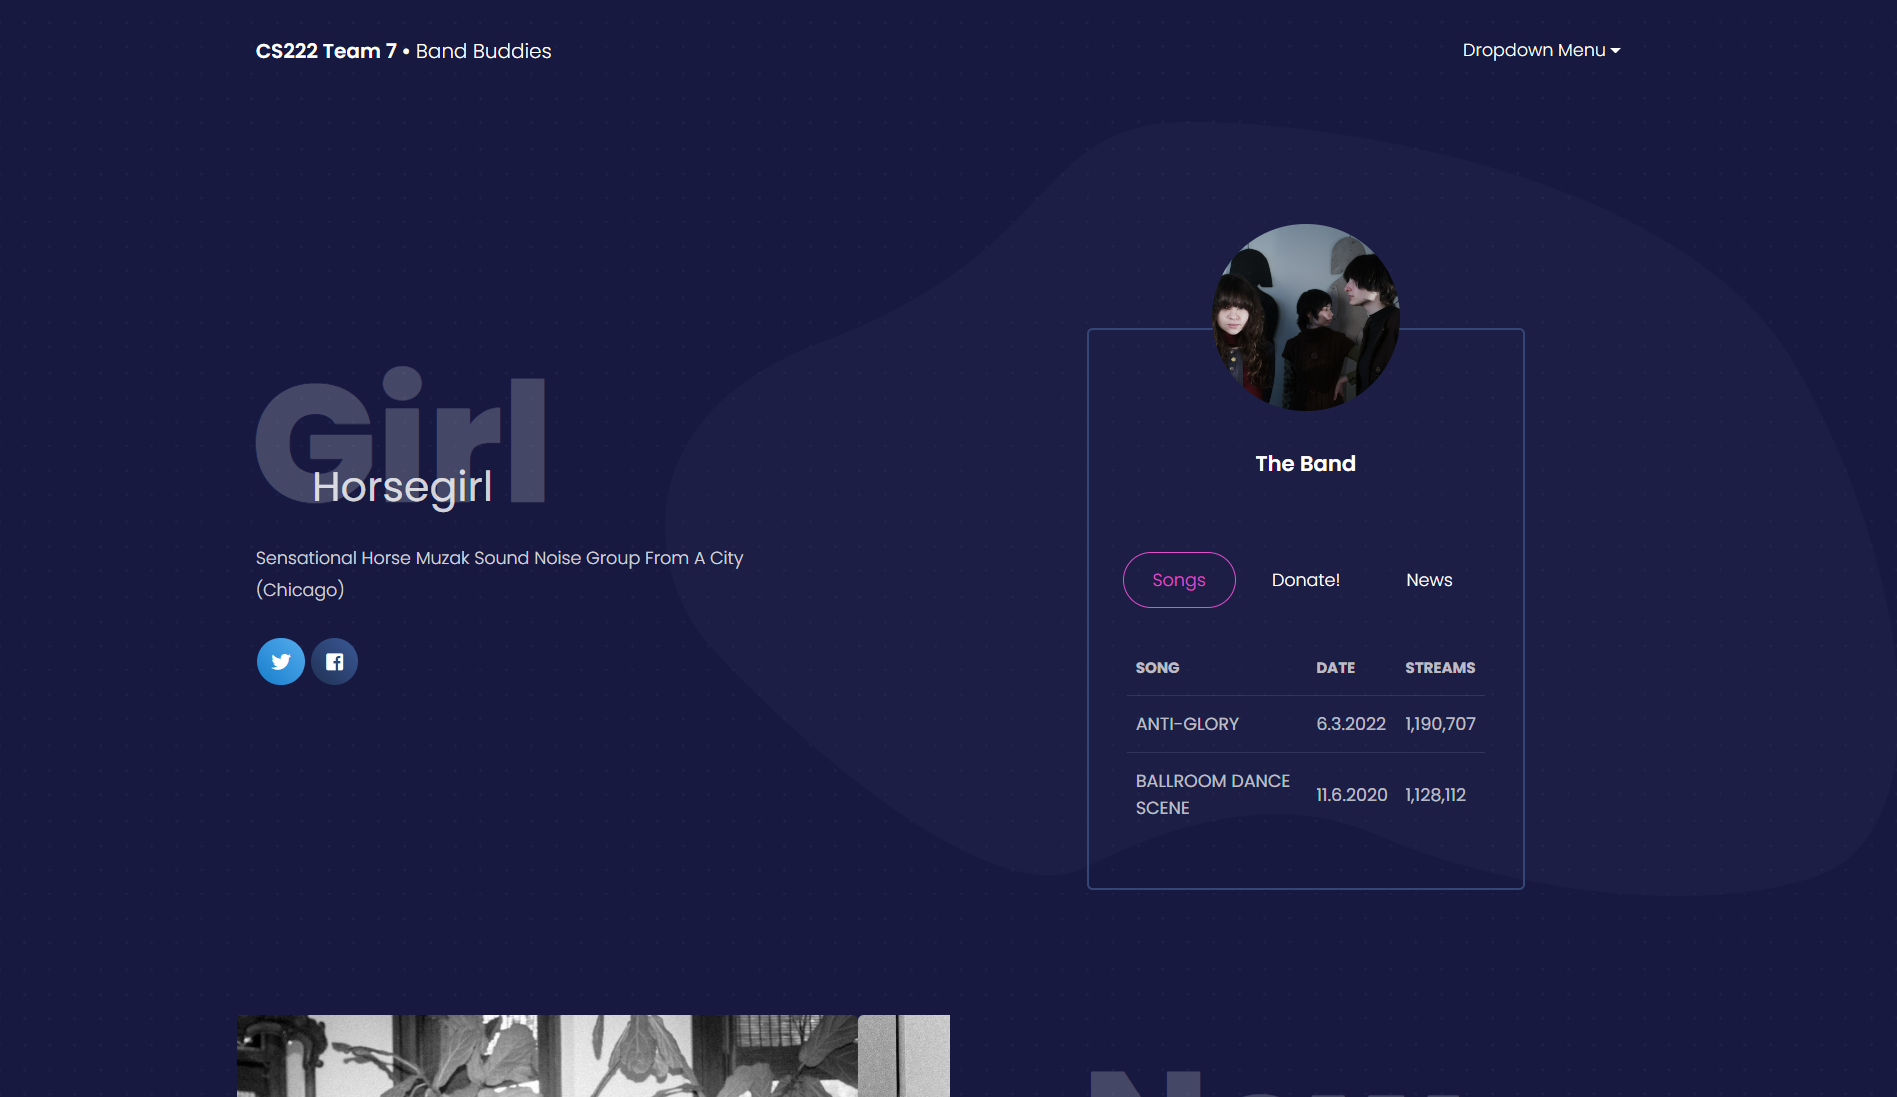 CS222 Team 7 • Band Buddies
Dropdown Menu
Girl
Horsegirl
Sensational Horse Muzak Sound Noise Group From A City
(Chicago)
The Band
Songs Donate! News
SONG DATE STREAMS
ANTI-GLORY 6.3.2022 1,190,707
BALLROOM DANCE
SCENE 11.6.2020 1,128,112